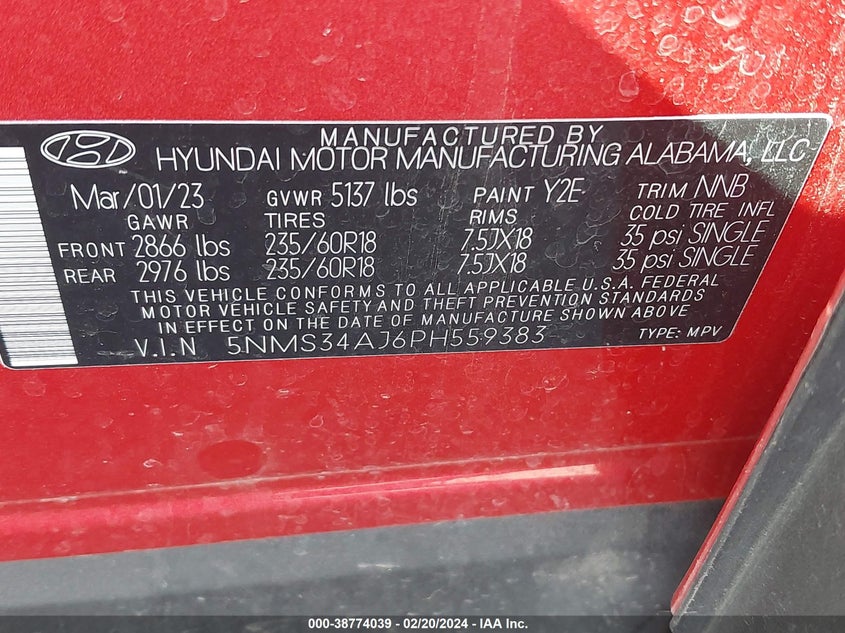 MANUFACTURED BY
HYUNDAI MOTOR MANUFACTURING ALABAMA, LLC
Mar/01/23 GVWR 5137 lbs PAINT Y2E TRIM NNB
GAWR TIRES RIMS COLD TIRE INFL
FRONT 2866 lbs 235/60R18 7.5JX18 35 psi SINGLE
REAR 2976 lbs 235/60R18 7.5JX18 35 psi SINGLE
THIS VEHICLE CONFORMS TO ALL APPLICABLE U.S.A. FEDERAL
MOTOR VEHICLE SAFETY AND THEFT PREVENTION STANDARDS
IN EFFECT ON THE DATE OF MANUFACTURE SHOWN ABOVE
V.I.N 5NMS34AJ6PH559383 TYPE: MPV
000-38774039 - 02/20/2024 - IAA Inc.